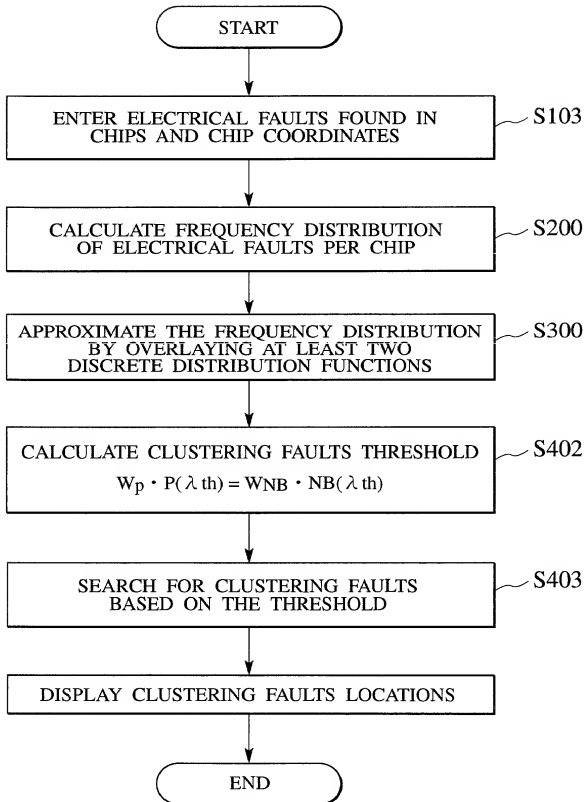 START
ENTER ELECTRICAL FAULTS FOUND IN
CHIPS AND CHIP COORDINATES
S103
CALCULATE FREQUENCY DISTRIBUTION
OF ELECTRICAL FAULTS PER CHIP
S200
APPROXIMATE THE FREQUENCY DISTRIBUTION
BY OVERLAYING AT LEAST TWO
DISCRETE DISTRIBUTION FUNCTIONS
S300
CALCULATE CLUSTERING FAULTS THRESHOLD
Wp・P(λth)=WNB・NB(λth)
S402
SEARCH FOR CLUSTERING FAULTS
BASED ON THE THRESHOLD
S403
DISPLAY CLUSTERING FAULTS LOCATIONS
END